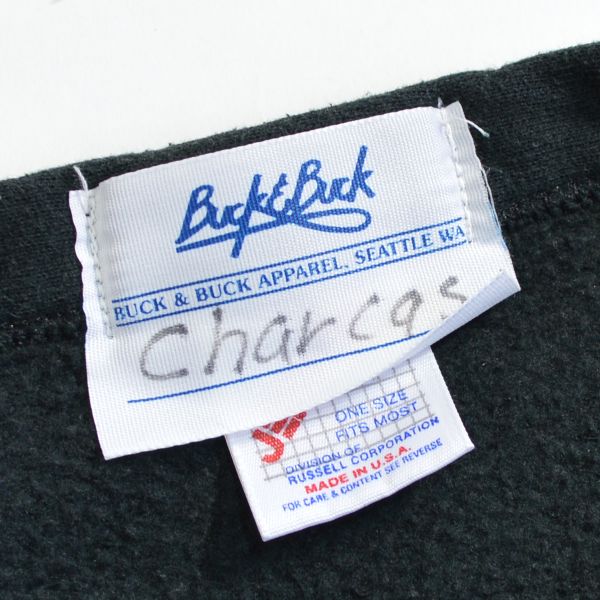 Buck & Buck
BUCK & BUCK APPAREL, SEATTLE WA
Charcas
ONE SIZE
FITS MOST
DIVISION OF
RUSSELL CORPORATION
MADE IN U.S.A.
FOR CARE & CONTENT SEE REVERSE